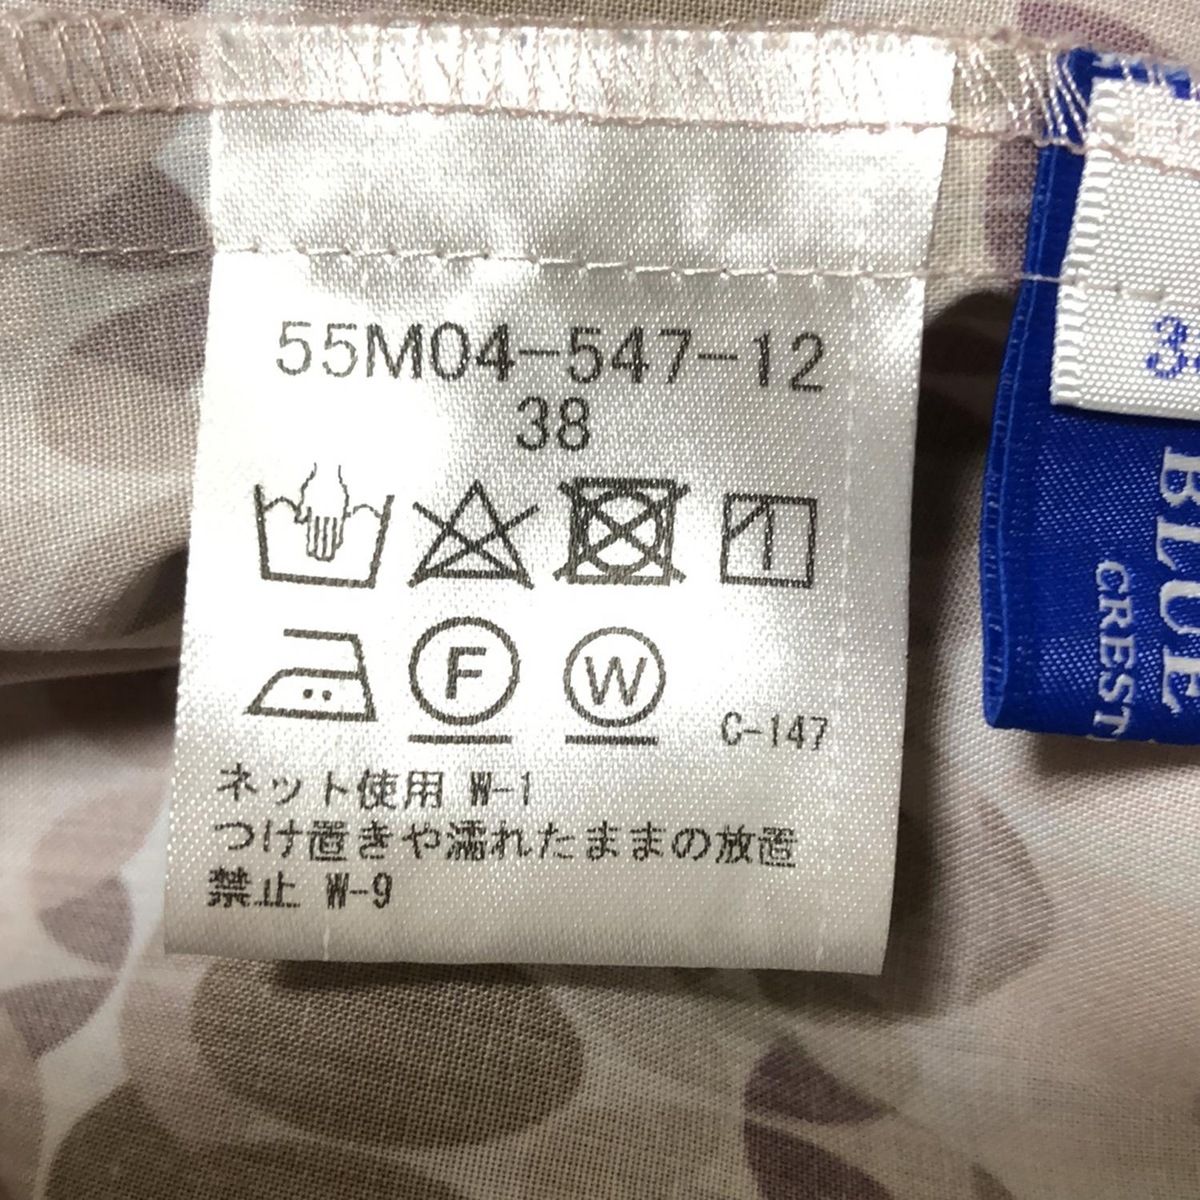 55M04-547-12
38
F W
C-147
ネット使用 W-1
つけ置きや濡れたままの放置
禁止 W-9
3
BLUE
CREST